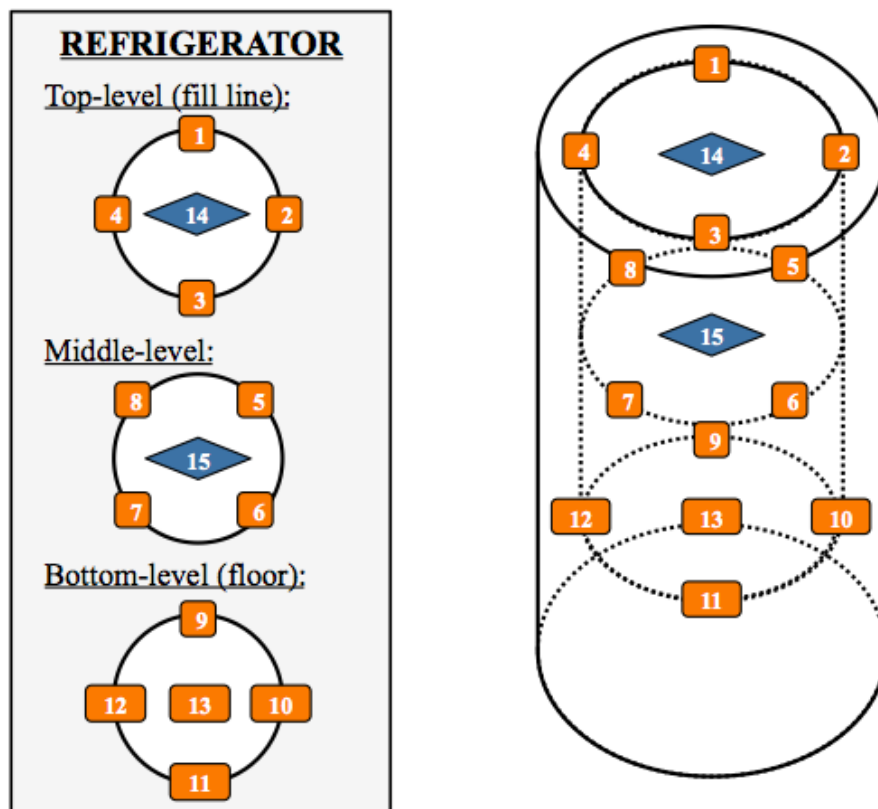 REFRIGERATOR
Top-level (fill line):
1
4 14 2
3
Middle-level:
8 5
15
7 6
Bottom-level (floor):
9
12 13 10
11
1
4 14 2
3
8 5
15
7 6
9
12 13 10
11